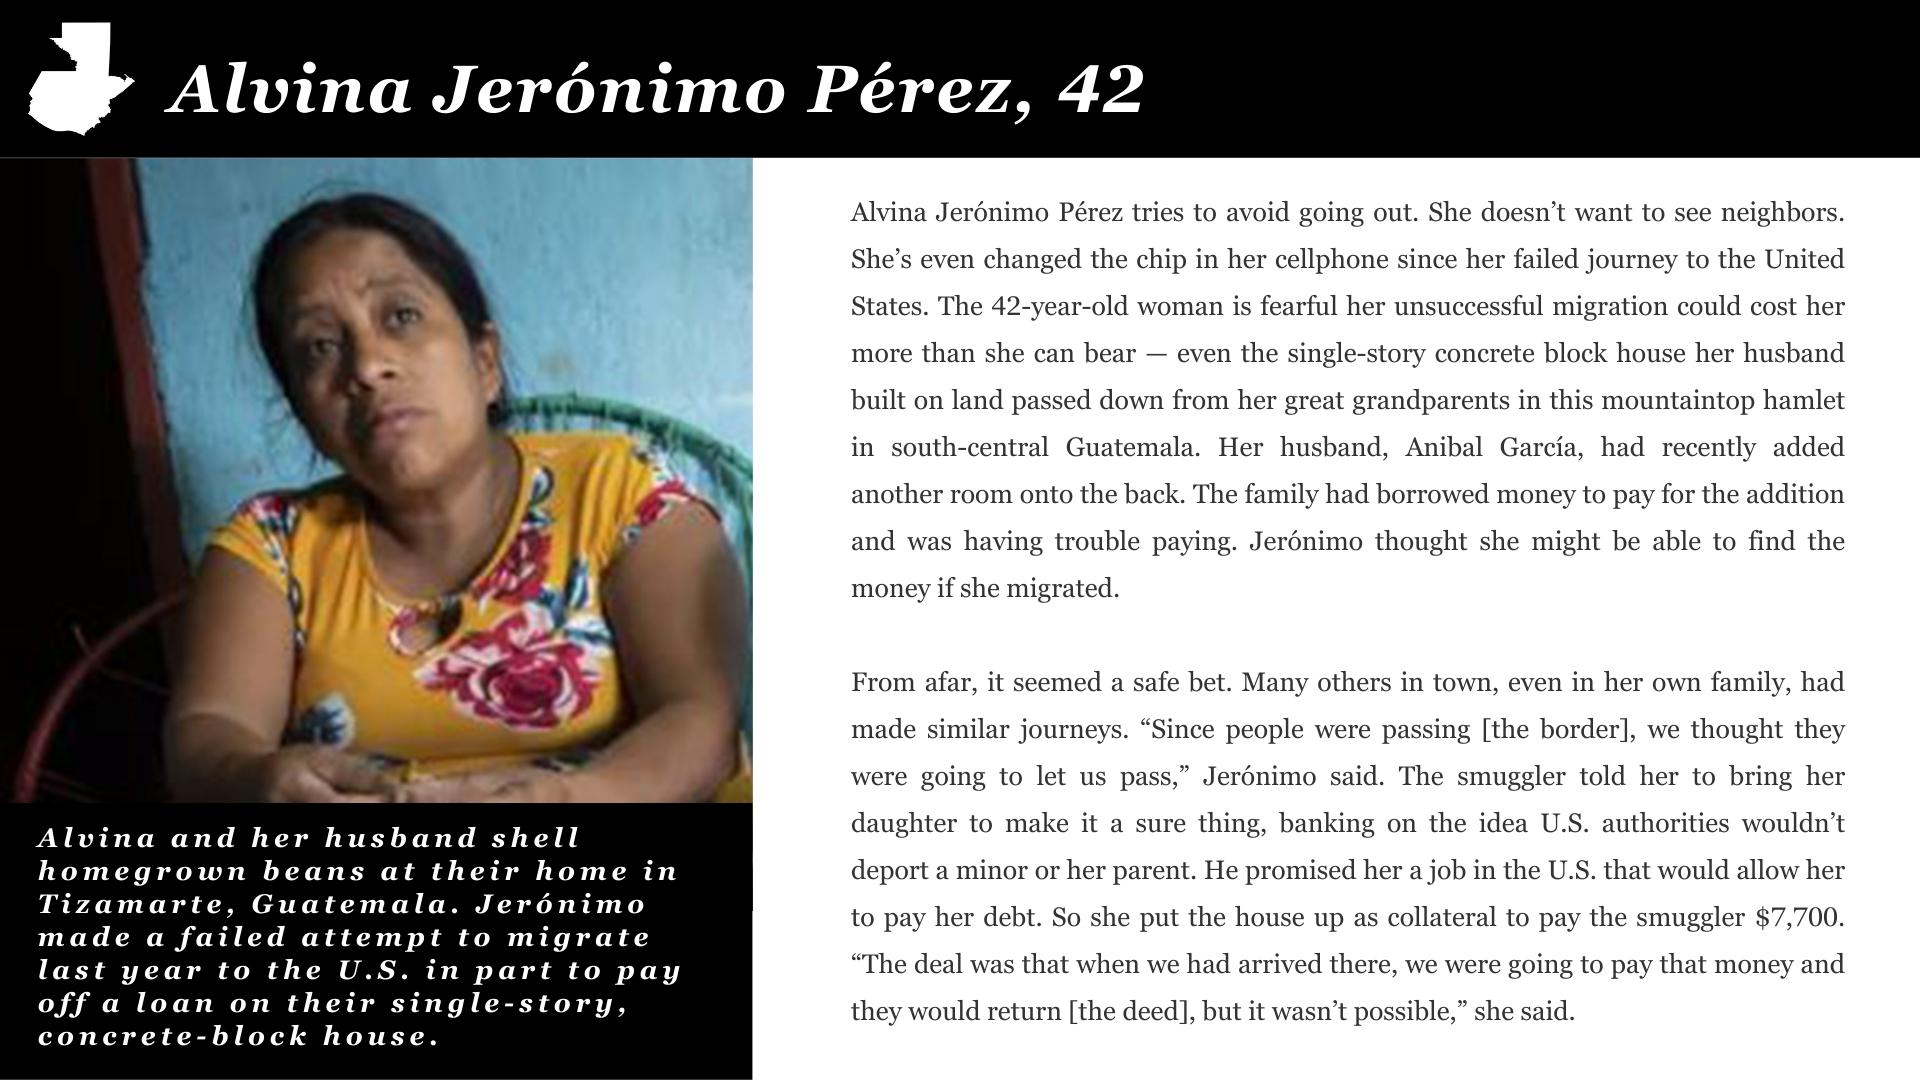 Alvina Jerónimo Pérez, 42
Alvina and her husband shell
homegrown beans at their home in
Tizamarte, Guatemala. Jerónimo
made a failed attempt to migrate
last year to the U.S. in part to pay
off a loan on their single-story,
concrete-block house.
Alvina Jerónimo Pérez tries to avoid going out. She doesn’t want to see neighbors.
She’s even changed the chip in her cellphone since her failed journey to the United
States. The 42-year-old woman is fearful her unsuccessful migration could cost her
more than she can bear — even the single-story concrete block house her husband
built on land passed down from her great grandparents in this mountaintop hamlet
in south-central Guatemala. Her husband, Anibal García, had recently added
another room onto the back. The family had borrowed money to pay for the addition
and was having trouble paying. Jerónimo thought she might be able to find the
money if she migrated.
From afar, it seemed a safe bet. Many others in town, even in her own family, had
made similar journeys. “Since people were passing [the border], we thought they
were going to let us pass,” Jerónimo said. The smuggler told her to bring her
daughter to make it a sure thing, banking on the idea U.S. authorities wouldn’t
deport a minor or her parent. He promised her a job in the U.S. that would allow her
to pay her debt. So she put the house up as collateral to pay the smuggler $7,700.
“The deal was that when we had arrived there, we were going to pay that money and
they would return [the deed], but it wasn’t possible,” she said.